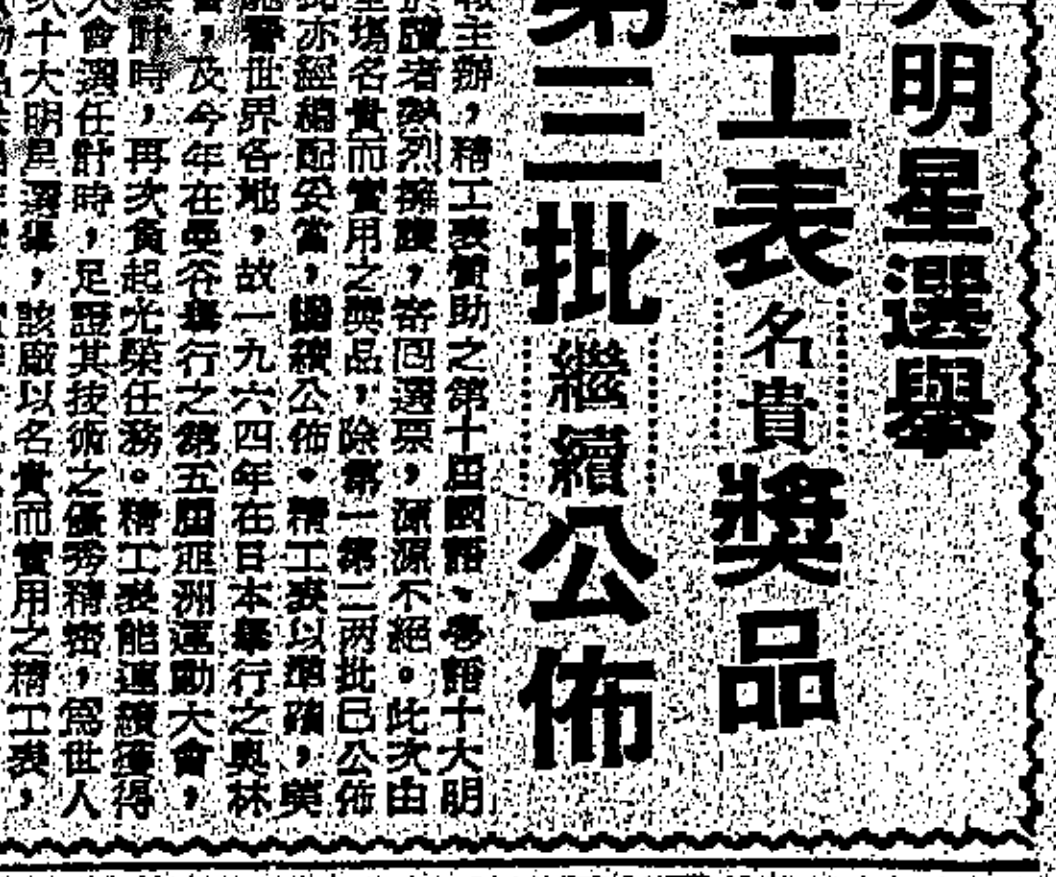 大明星選舉
工表名貴獎品
第三批繼續公佈
報主辦，精工表贊助之第十屆國語、粵語十大明
讀者熱烈擁護，寄囘選票，源源不絕。此次由
塲名貴而實用之獎品，除第一第二兩批已公佈
此亦經編配妥當，繼續公佈。精工表以準確，美
譽世界各地，故一九六四年在日本舉行之奧林
會，及今年在曼谷舉行之第五屆亞洲運動大會，
計時，再次負起光榮任務。精工表能連續獲得
大會選任計時，足證其技術之優秀精密，爲世人
次十大明星選舉，該廠以名貴而實用之精工表，